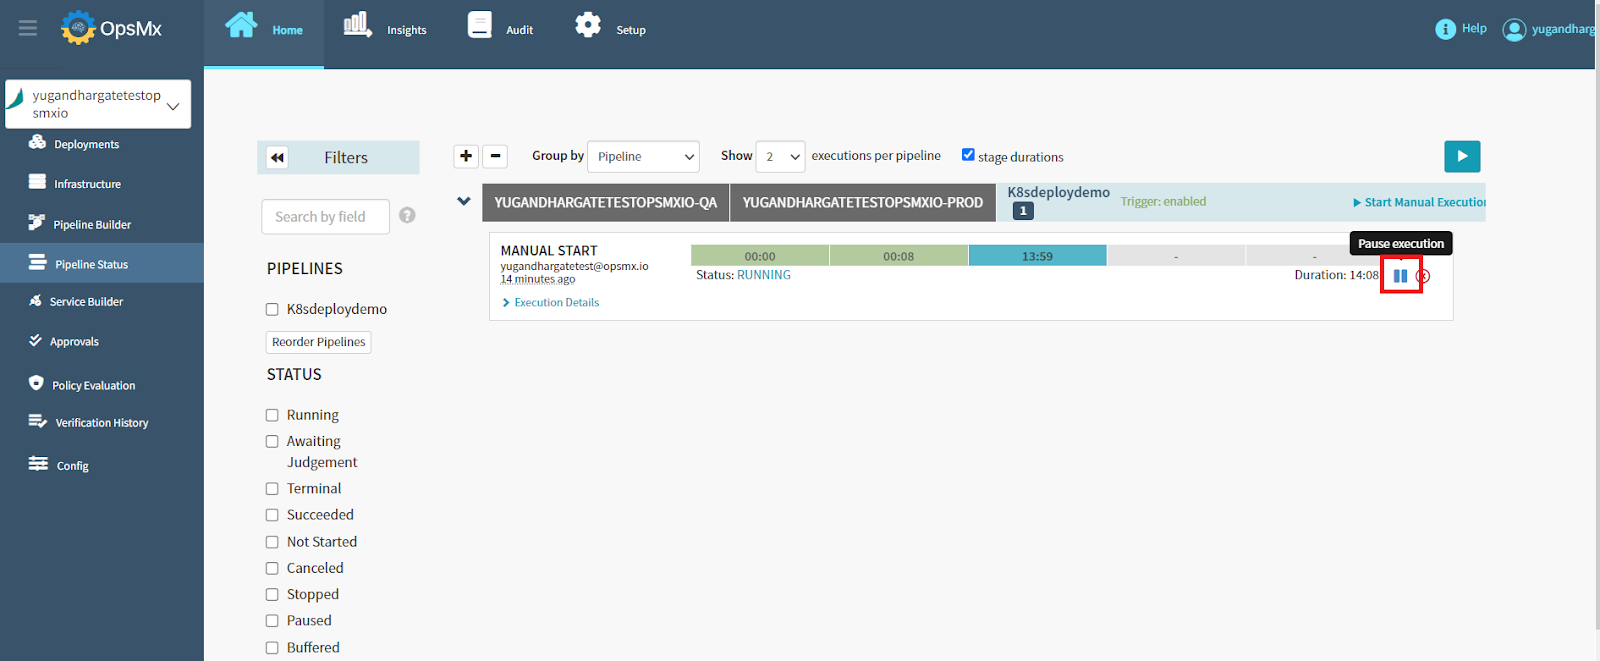 OpsMx
Home
Insights
Audit
Setup
Help
yugandharg
yugandhargatetestop
smxio
Deployments
Infrastructure
Pipeline Builder
Pipeline Status
Service Builder
Approvals
Policy Evaluation
Verification History
Config
Filters
Search by field
?
PIPELINES
K8sdeploydemo
Reorder Pipelines
STATUS
Running
Awaiting
Judgement
Terminal
Succeeded
Not Started
Canceled
Stopped
Paused
Buffered
+ - Group by Pipeline Show 2 executions per pipeline stage durations
YUGANDHARGATETESTOPSMXIO-QA YUGANDHARGATETESTOPSMXIO-PROD K8sdeploydemo
1
Trigger: enabled
Start Manual Execution
Pause execution
MANUAL START
yugandhargatetest@opsmx.io
14 minutes ago
Execution Details
00:00 00:08 13:59 - -
Status: RUNNING
Duration: 14:08